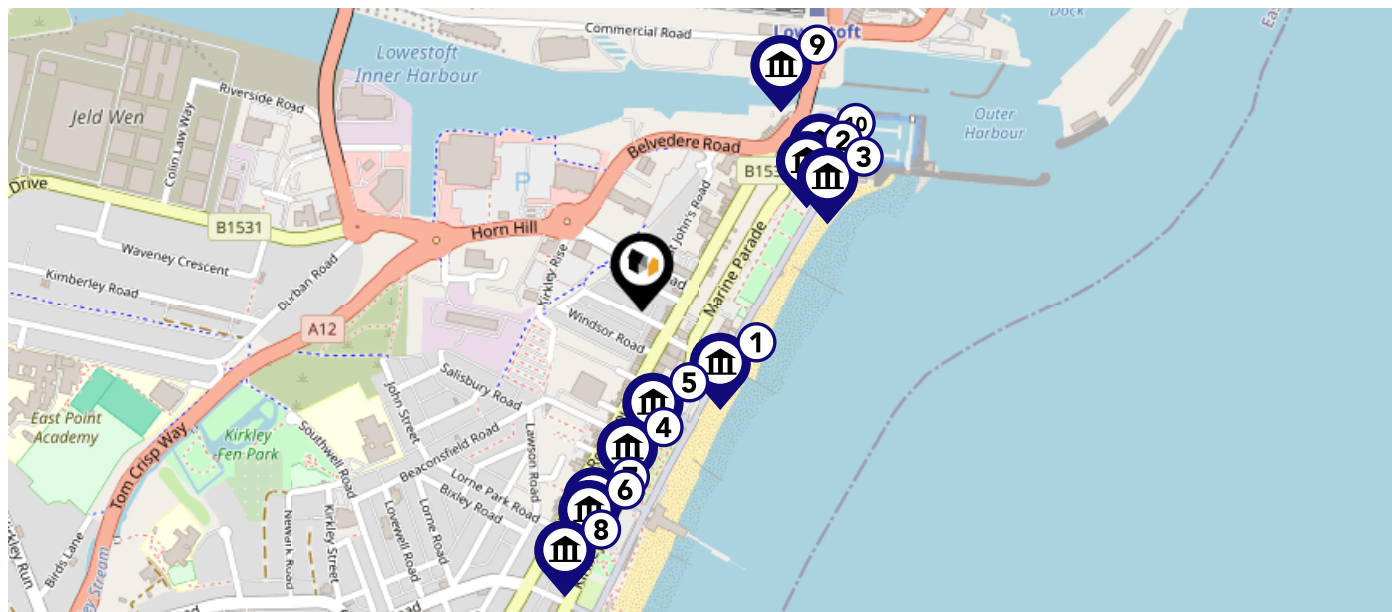 Commercial Road
Lowestoft
Dock
9
Lowestoft
Inner Harbour
Riverside Road
Jeld Wen
Colin Law Way
Outer
Harbour
10
2
3
Belvedere Road
P
B153
Drive
B1531
Horn Hill
St John's Road
Marine Parade
Waveney Crescent
Kimberley Road
Durban Road
Kirkley Rise
A12
Windsor Road
1
Salisbury Road
5
John Street
4
East Point
Academy
Kirkley
Fen Park
Tom Crisp Way
Southwell Road
Beaconsfield Road
Lawson Road
Lorne Park Road
Bixley Road
7
6
8
Newark Road
Kirkley Street
Lovewell Road
Lorne Road
Birds Lane
Kirkley Run
Stream